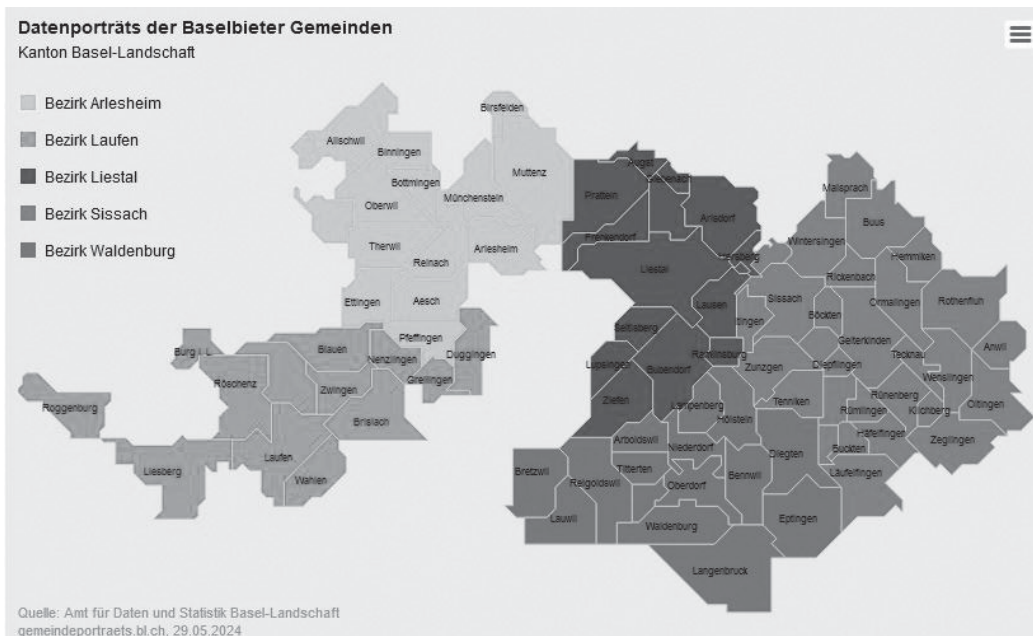 Datenporträts der Baselbieter Gemeinden
Kanton Basel-Landschaft
Bezirk Arlesheim
Bezirk Laufen
Bezirk Liestal
Bezirk Sissach
Bezirk Waldenburg
Birsfelden
Allschwil
Binningen
Muttenz
Augst
Bottmingen
Münchenstein
Pratteln
Maisprach
Oberwil
Arisdorf
Buus
Therwil
Arlesheim
Frenkendorf
Wintersingen
Reinach
Liestal
Hersberg
Hemmiken
Rickenbach
Ettingen
Aesch
Lausen
Sissach
Ormalingen
Rothenfluh
Böckten
Itingen
Seltisberg
Pfeffingen
Gelterkinden
Anwil
Burg i. L.
Blauen
Nenzlingen
Duggingen
Ramlinsburg
Tecknau
Lupsingen
Bubendorf
Zunzgen
Diepflingen
Wenslingen
Röschenz
Zwingen
Grellingen
Rünenberg
Roggenburg
Ziefen
Lampenberg
Tenniken
Rümlingen
Kilchberg
Oltingen
Brislach
Hölstein
Häfelfingen
Arboldswil
Niederdorf
Buckten
Zeglingen
Diegten
Laufen
Liesberg
Bretzwil
Titterten
Läufelfingen
Wahlen
Reigoldswil
Oberdorf
Bennwil
Lauwil
Waldenburg
Eptingen
Langenbruck
Quelle: Amt für Daten und Statistik Basel-Landschaft
gemeindeportraets.bl.ch, 29.05.2024